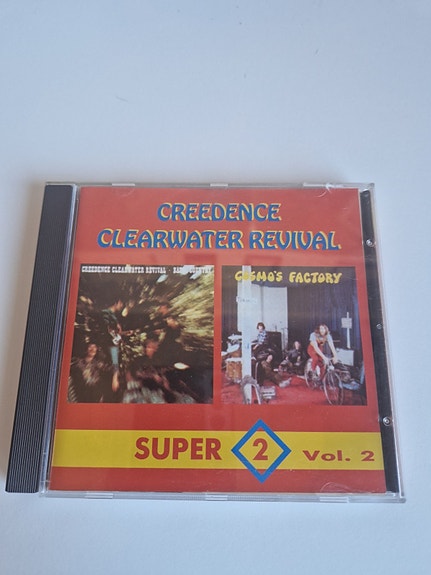 CREEDENCE
CLEARWATER REVIVAL
CREEDENCE CLEARWATER REVIVAL · BAYOU COUNTRY
COSMO'S FACTORY
SUPER 2 Vol. 2